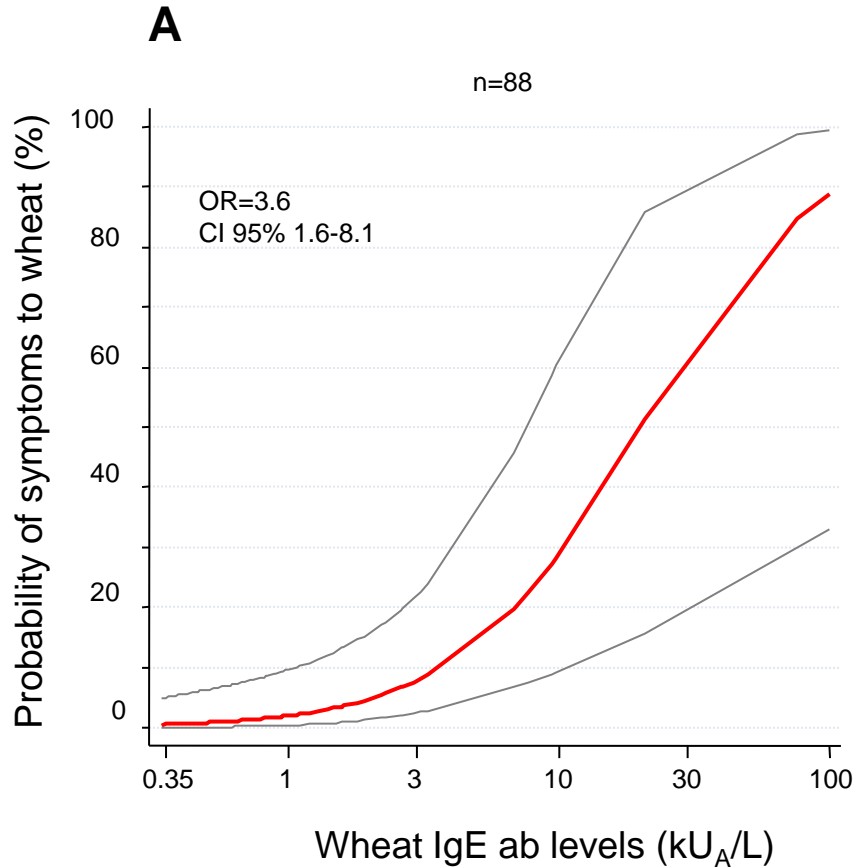 A
n=88
OR=3.6
CI 95% 1.6-8.1
Probability of symptoms to wheat (%)
100
80
60
40
20
0
0.35 1 3 10 30 100
Wheat IgE ab levels (kU_A/L)